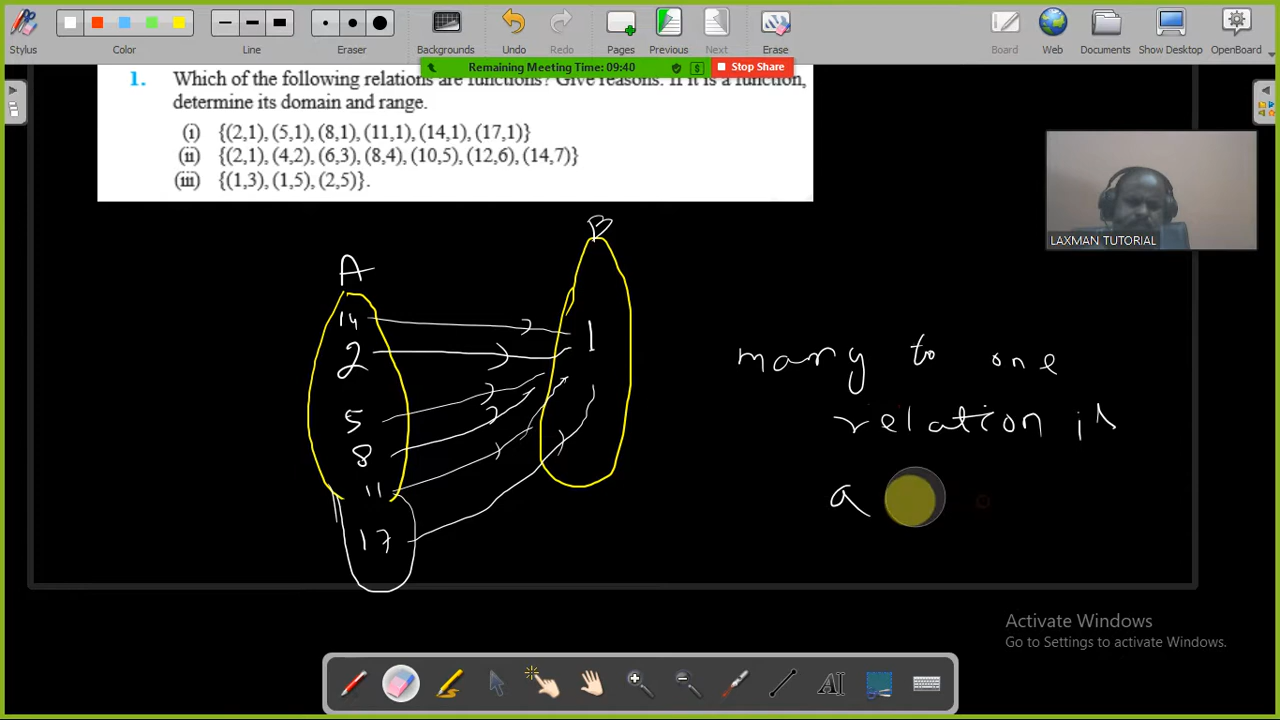 Stylus
Color
Line
Eraser
Backgrounds
Undo
Redo
Pages
Previous
Next
Erase
Board
Web
Documents
Show Desktop
OpenBoard
Remaining Meeting Time: 09:40
Stop Share
1. Which of the following relations are functions? Give reasons. If it is a function,
determine its domain and range.
(i) {(2,1), (5,1), (8,1), (11,1), (14,1), (17,1)}
(ii) {(2,1), (4,2), (6,3), (8,4), (10,5), (12,6), (14,7)}
(iii) {(1,3), (1,5), (2,5)}.
LAXMAN TUTORIAL
A
B
14
2
5
8
11
17
1
many to one
relation is
a
Activate Windows
Go to Settings to activate Windows.
AI